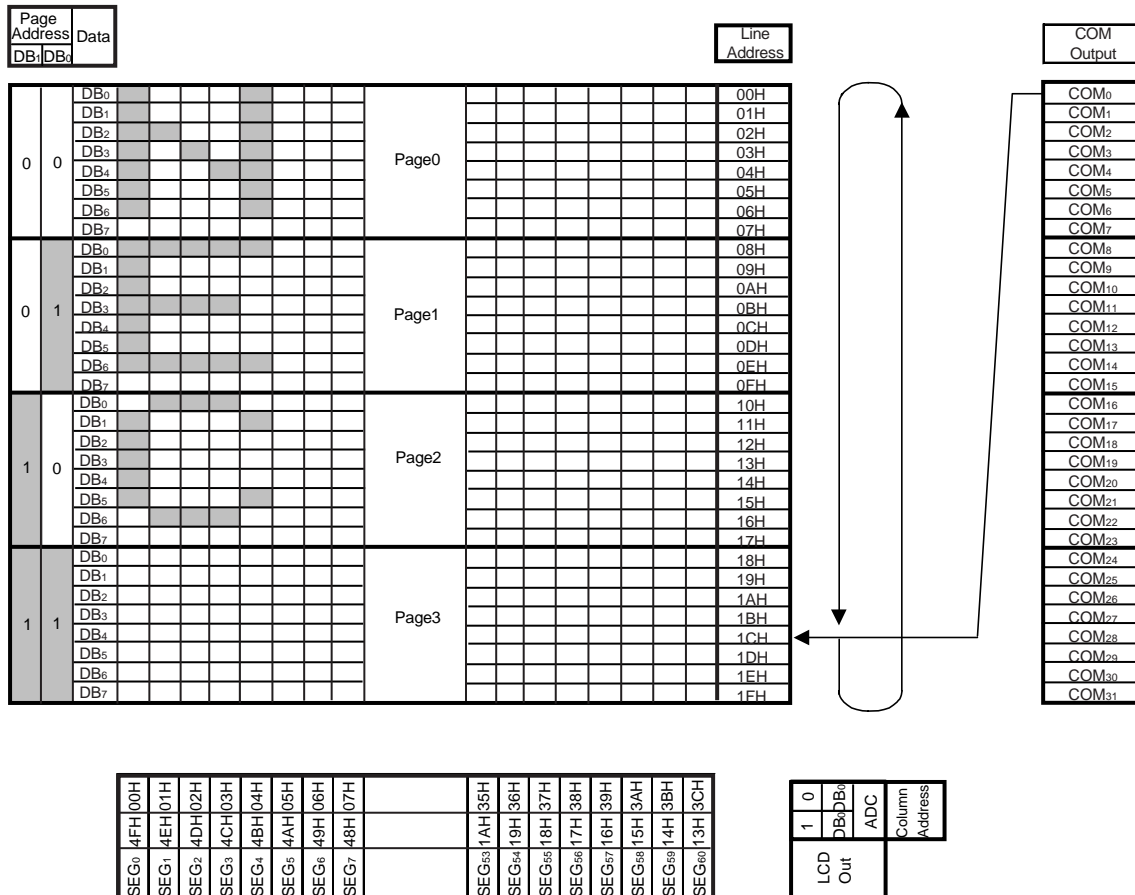 Page Address Data
DB1 DB0
Line Address
COM Output
0 0 Page0
DB0 00H COM0
DB1 01H COM1
DB2 02H COM2
DB3 03H COM3
DB4 04H COM4
DB5 05H COM5
DB6 06H COM6
DB7 07H COM7
0 1 Page1
DB0 08H COM8
DB1 09H COM9
DB2 0AH COM10
DB3 0BH COM11
DB4 0CH COM12
DB5 0DH COM13
DB6 0EH COM14
DB7 0FH COM15
1 0 Page2
DB0 10H COM16
DB1 11H COM17
DB2 12H COM18
DB3 13H COM19
DB4 14H COM20
DB5 15H COM21
DB6 16H COM22
DB7 17H COM23
1 1 Page3
DB0 18H COM24
DB1 19H COM25
DB2 1AH COM26
DB3 1BH COM27
DB4 1CH COM28
DB5 1DH COM29
DB6 1EH COM30
DB7 1FH COM31
SEG0 4FH 00H
SEG1 4EH 01H
SEG2 4DH 02H
SEG3 4CH 03H
SEG4 4BH 04H
SEG5 4AH 05H
SEG6 49H 06H
SEG7 48H 07H
SEG53 1AH 35H
SEG54 19H 36H
SEG55 18H 37H
SEG56 17H 38H
SEG57 16H 39H
SEG58 15H 3AH
SEG59 14H 3BH
SEG60 13H 3CH
1 0
DB0 DB0
ADC
LCD Out
Column Address